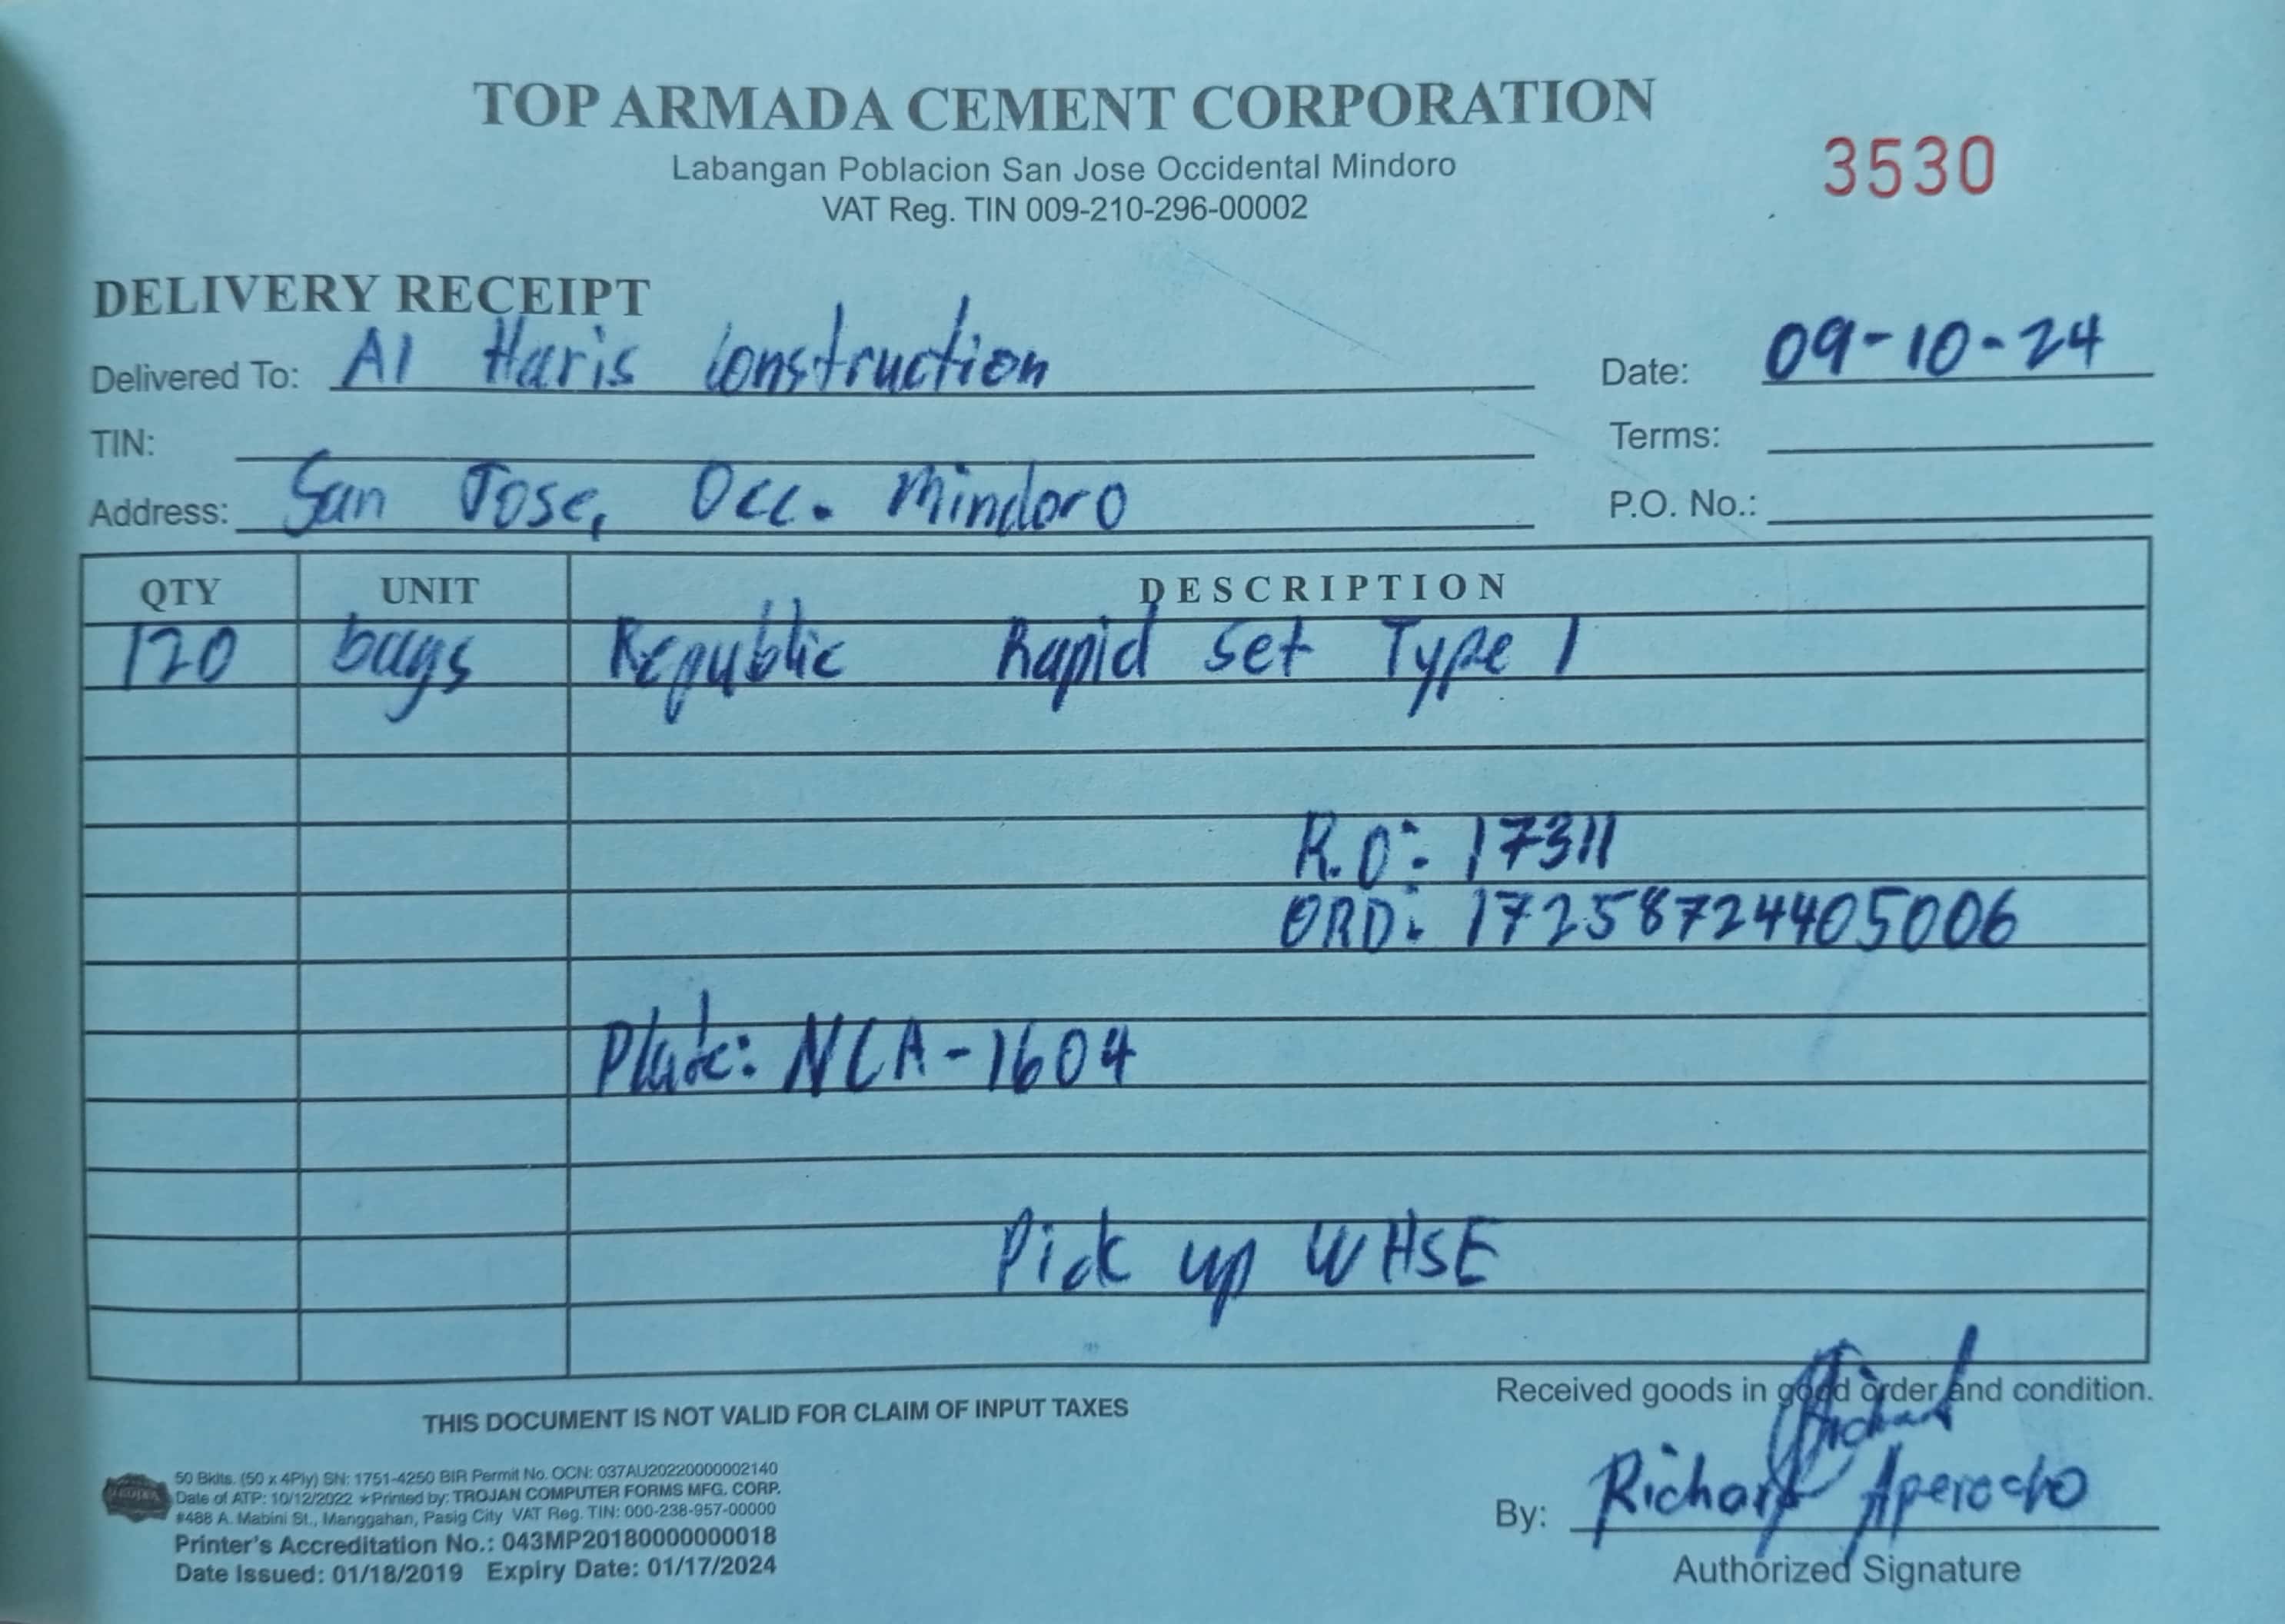 TOP ARMADA CEMENT CORPORATION
Labangan Poblacion San Jose Occidental Mindoro
VAT Reg. TIN 009-210-296-00002
3530
DELIVERY RECEIPT
Delivered To: Al Haris Construction
Date: 09-10-24
TIN:
Terms:
Address: San Jose, Occ. Mindoro
P.O. No.:
QTY UNIT DESCRIPTION
120 bags Republic Rapid Set Type 1
R.O: 17311
ORD: 17258724405006
Plate: NCA-1604
Pick up WHSE
Received goods in good order and condition.
THIS DOCUMENT IS NOT VALID FOR CLAIM OF INPUT TAXES
50 Bklts. (50 x 4Ply) SN: 1751-4250 BIR Permit No. OCN: 037AU20220000002140
Date of ATP: 10/12/2022 ★Printed by: TROJAN COMPUTER FORMS MFG. CORP.
#488 A. Mabini St., Manggahan, Pasig City VAT Reg. TIN: 000-238-957-00000
Printer's Accreditation No.: 043MP20180000000018
Date Issued: 01/18/2019 Expiry Date: 01/17/2024
By: Richard Aperocho
Authorized Signature